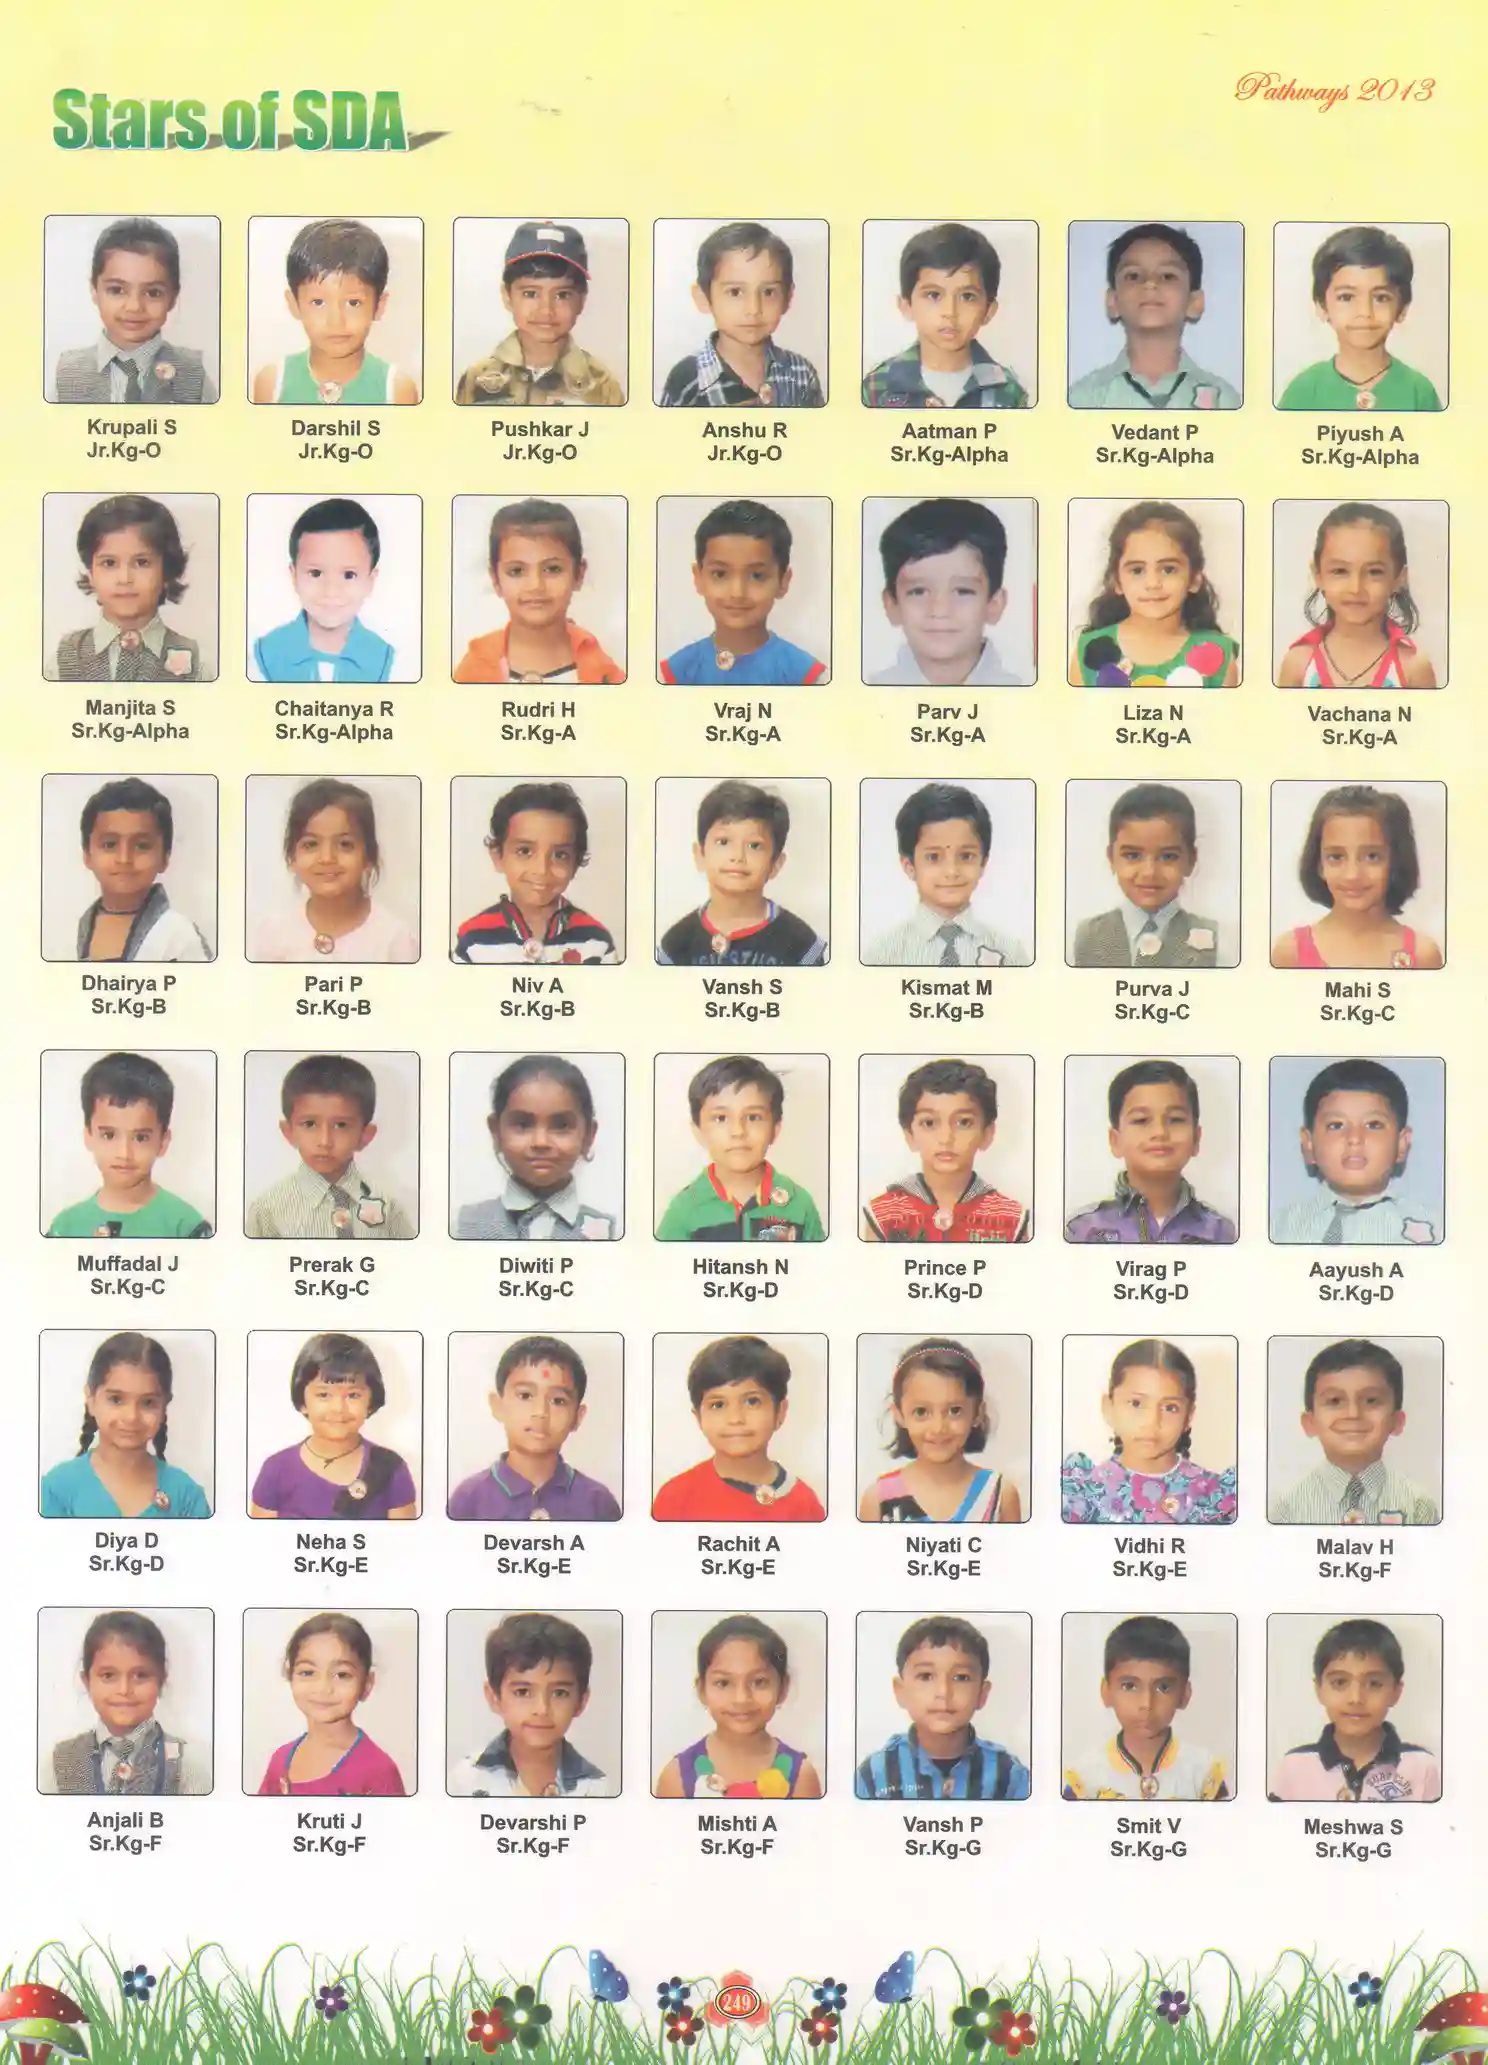 Stars of SDA
Pathways 2013
Krupali S
Jr.Kg-O
Darshil S
Jr.Kg-O
Pushkar J
Jr.Kg-O
Anshu R
Jr.Kg-O
Aatman P
Sr.Kg-Alpha
Vedant P
Sr.Kg-Alpha
Piyush A
Sr.Kg-Alpha
Manjita S
Sr.Kg-Alpha
Chaitanya R
Sr.Kg-Alpha
Rudri H
Sr.Kg-A
Vraj N
Sr.Kg-A
Parv J
Sr.Kg-A
Liza N
Sr.Kg-A
Vachana N
Sr.Kg-A
Dhairya P
Sr.Kg-B
Pari P
Sr.Kg-B
Niv A
Sr.Kg-B
Vansh S
Sr.Kg-B
Kismat M
Sr.Kg-B
Purva J
Sr.Kg-C
Mahi S
Sr.Kg-C
Muffadal J
Sr.Kg-C
Prerak G
Sr.Kg-C
Diwiti P
Sr.Kg-C
Hitansh N
Sr.Kg-D
Prince P
Sr.Kg-D
Virag P
Sr.Kg-D
Aayush A
Sr.Kg-D
Diya D
Sr.Kg-D
Neha S
Sr.Kg-E
Devarsh A
Sr.Kg-E
Rachit A
Sr.Kg-E
Niyati C
Sr.Kg-E
Vidhi R
Sr.Kg-E
Malav H
Sr.Kg-F
Anjali B
Sr.Kg-F
Kruti J
Sr.Kg-F
Devarshi P
Sr.Kg-F
Mishti A
Sr.Kg-F
Vansh P
Sr.Kg-G
Smit V
Sr.Kg-G
Meshwa S
Sr.Kg-G
249